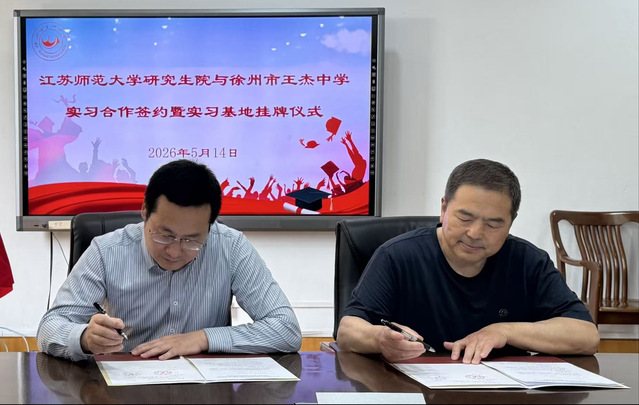 江苏师范大学研究生院与徐州市王杰中学
实习合作签约暨实习基地挂牌仪式
2026年5月14日